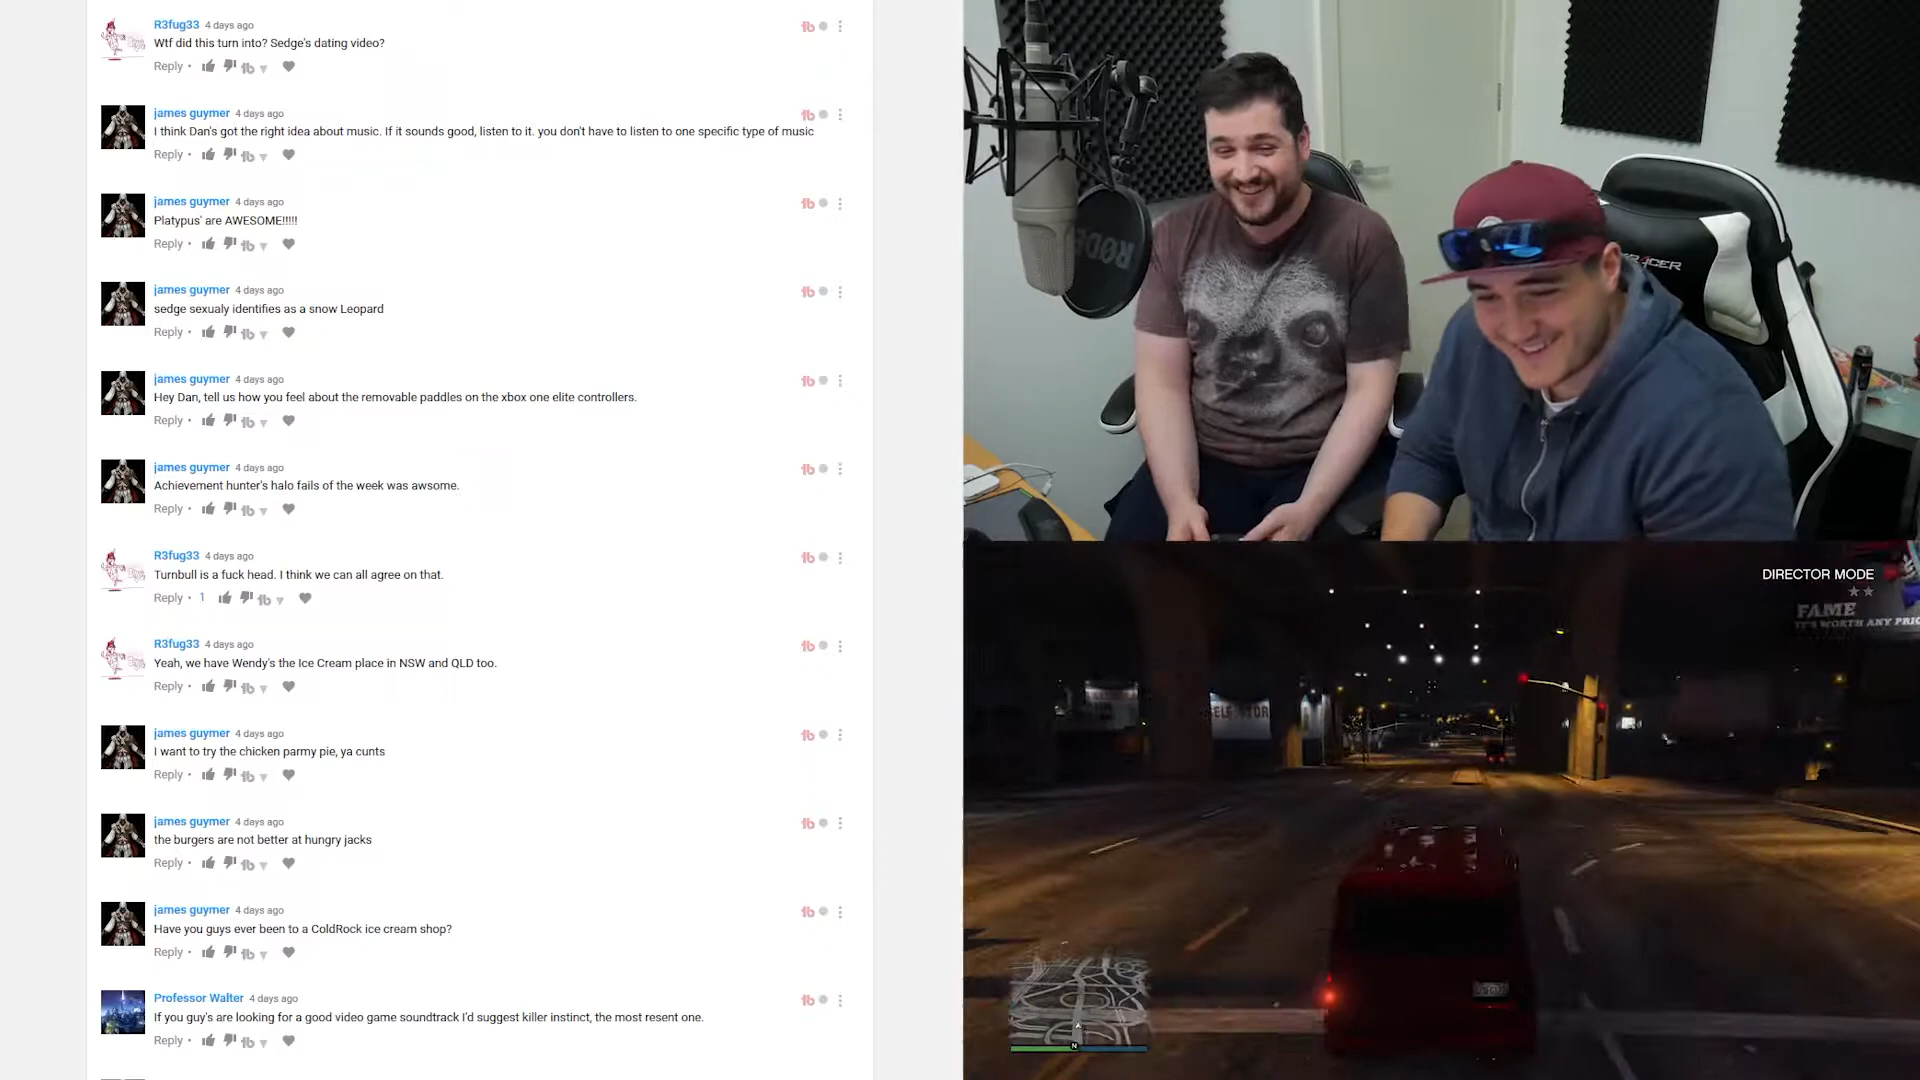 R3fug33 4 days ago
Wtf did this turn into? Sedge's dating video?
Reply •
james guymer 4 days ago
I think Dan's got the right idea about music. If it sounds good, listen to it. you don't have to listen to one specific type of music
Reply •
james guymer 4 days ago
Platypus' are AWESOME!!!!!
Reply •
james guymer 4 days ago
sedge sexualy identifies as a snow Leopard
Reply •
james guymer 4 days ago
Hey Dan, tell us how you feel about the removable paddles on the xbox one elite controllers.
Reply •
james guymer 4 days ago
Achievement hunter's halo fails of the week was awsome.
Reply •
R3fug33 4 days ago
Turnbull is a fuck head. I think we can all agree on that.
Reply • 1
R3fug33 4 days ago
Yeah, we have Wendy's the Ice Cream place in NSW and QLD too.
Reply •
james guymer 4 days ago
I want to try the chicken parmy pie, ya cunts
Reply •
james guymer 4 days ago
the burgers are not better at hungry jacks
Reply •
james guymer 4 days ago
Have you guys ever been to a ColdRock ice cream shop?
Reply •
Professor Walter 4 days ago
If you guy's are looking for a good video game soundtrack I'd suggest killer instinct, the most resent one.
Reply •
RØDE
RACER
DIRECTOR MODE
FAME
IT'S WORTH ANY PRIC
ELF STOR
N